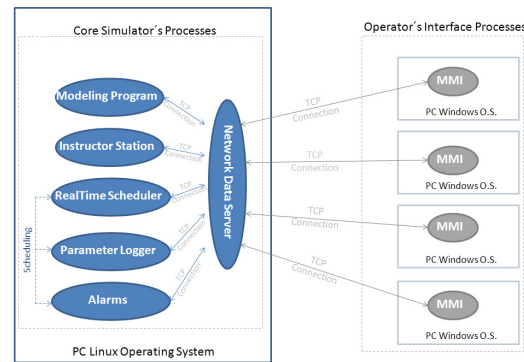 Core Simulator´s Processes
Operator´s Interface Processes
Modeling Program
TCP
Connection
Instructor Station
TCP
Connection
RealTime Scheduler
TCP
Connection
Parameter Logger
TCP
Connection
Alarms
TCP
Connection
Scheduling
Network Data Server
PC Linux Operating System
TCP
Connection
TCP
Connection
TCP
Connection
TCP
Connection
MMI
PC Windows O.S.
MMI
PC Windows O.S.
MMI
PC Windows O.S.
MMI
PC Windows O.S.